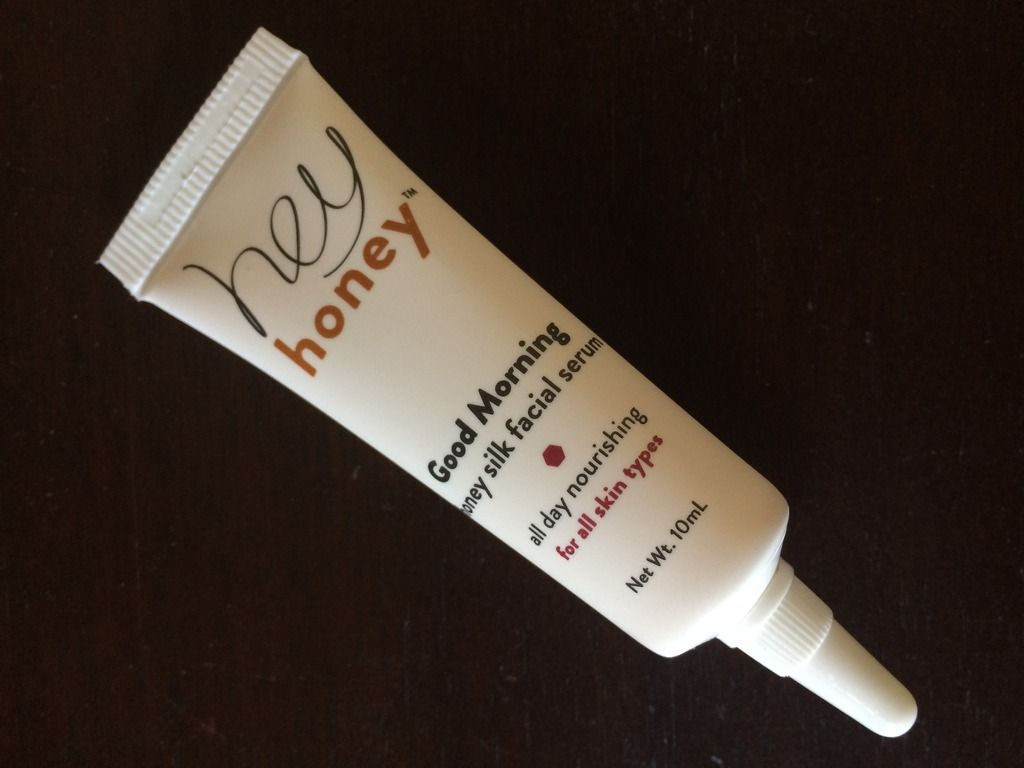 hey
honey™
Good Morning
oney silk facial serum
all day nourishing
for all skin types
Net Wt. 10mL